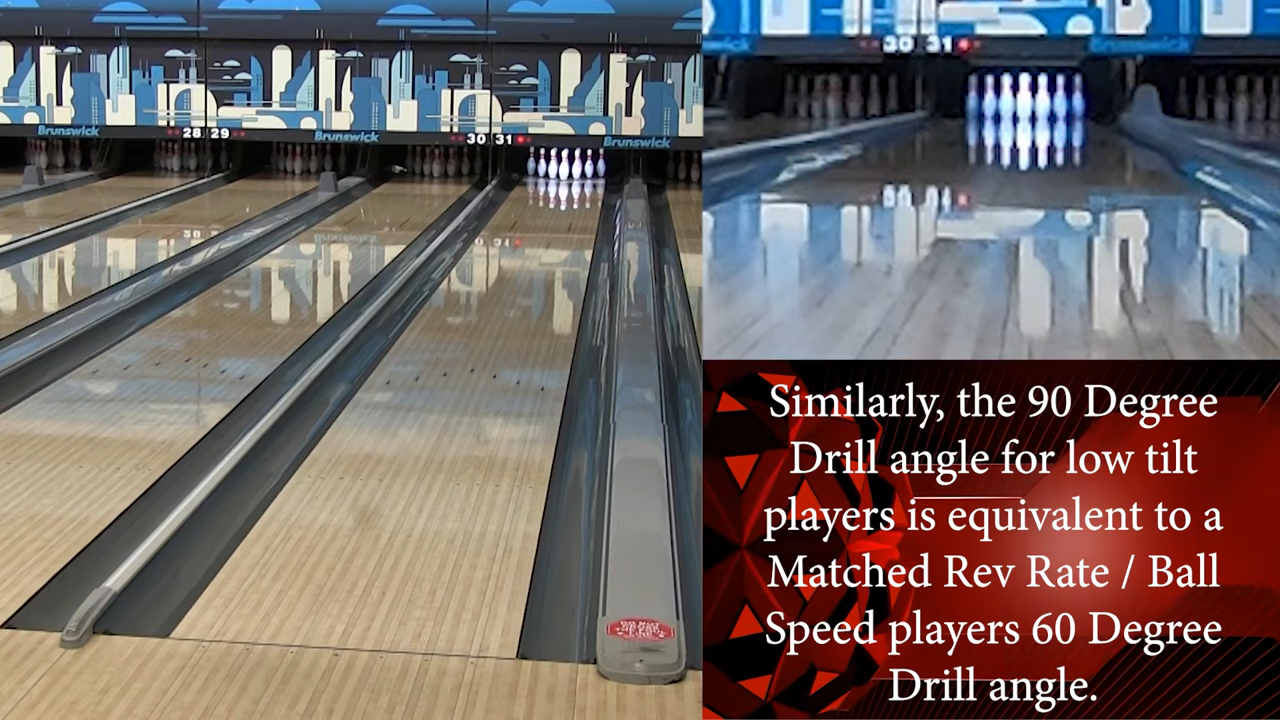 Brunswick
28 29
Brunswick
30 31
Brunswick
30 31
Brunswick
Similarly, the 90 Degree
Drill angle for low tilt
players is equivalent to a
Matched Rev Rate / Ball
Speed players 60 Degree
Drill angle.